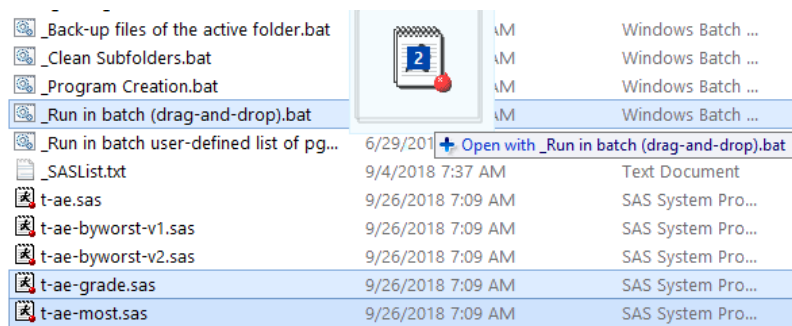 _Back-up files of the active folder.bat AM Windows Batch ...
_Clean Subfolders.bat AM Windows Batch ...
_Program Creation.bat AM Windows Batch ...
2
_Run in batch (drag-and-drop).bat AM Windows Batch ...
_Run in batch user-defined list of pg... 6/29/201
Open with _Run in batch (drag-and-drop).bat
_SASList.txt 9/4/2018 7:37 AM Text Document
t-ae.sas 9/26/2018 7:09 AM SAS System Pro...
t-ae-byworst-v1.sas 9/26/2018 7:09 AM SAS System Pro...
t-ae-byworst-v2.sas 9/26/2018 7:09 AM SAS System Pro...
t-ae-grade.sas 9/26/2018 7:09 AM SAS System Pro...
t-ae-most.sas 9/26/2018 7:09 AM SAS System Pro...